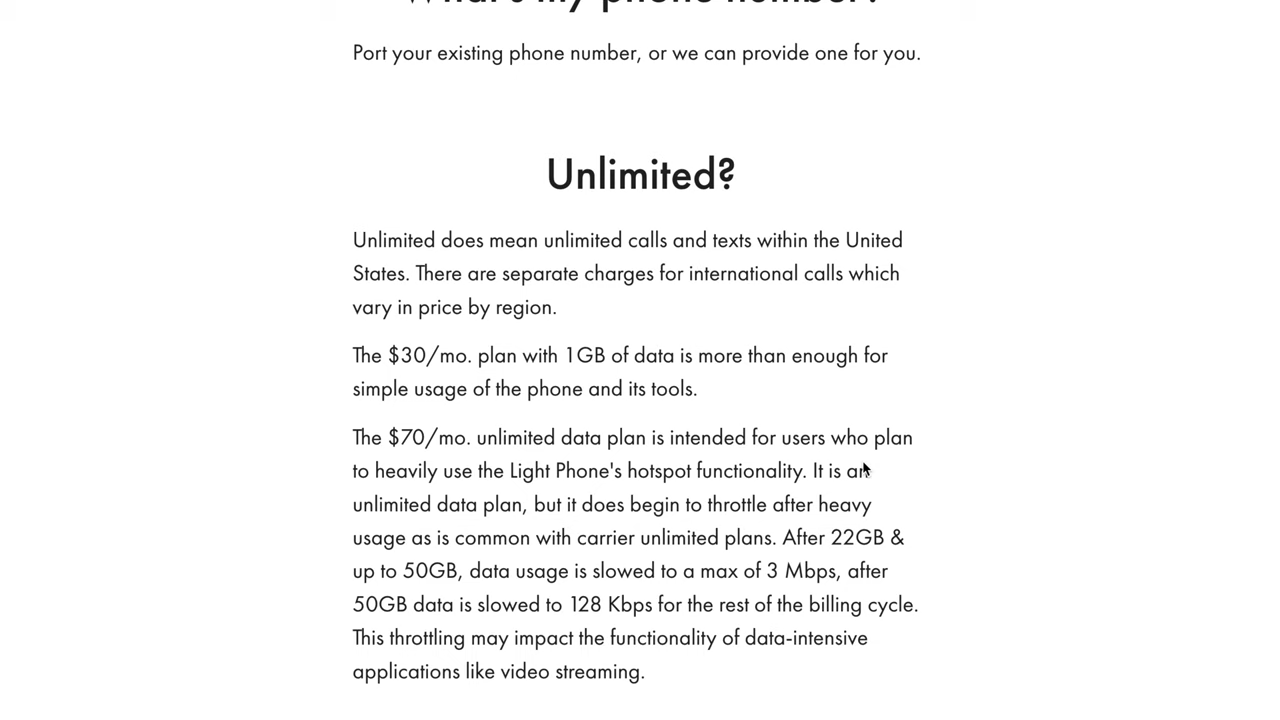 What's my phone number?
Port your existing phone number, or we can provide one for you.
Unlimited?
Unlimited does mean unlimited calls and texts within the United
States. There are separate charges for international calls which
vary in price by region.
The $30/mo. plan with 1GB of data is more than enough for
simple usage of the phone and its tools.
The $70/mo. unlimited data plan is intended for users who plan
to heavily use the Light Phone's hotspot functionality. It is an
unlimited data plan, but it does begin to throttle after heavy
usage as is common with carrier unlimited plans. After 22GB &
up to 50GB, data usage is slowed to a max of 3 Mbps, after
50GB data is slowed to 128 Kbps for the rest of the billing cycle.
This throttling may impact the functionality of data-intensive
applications like video streaming.